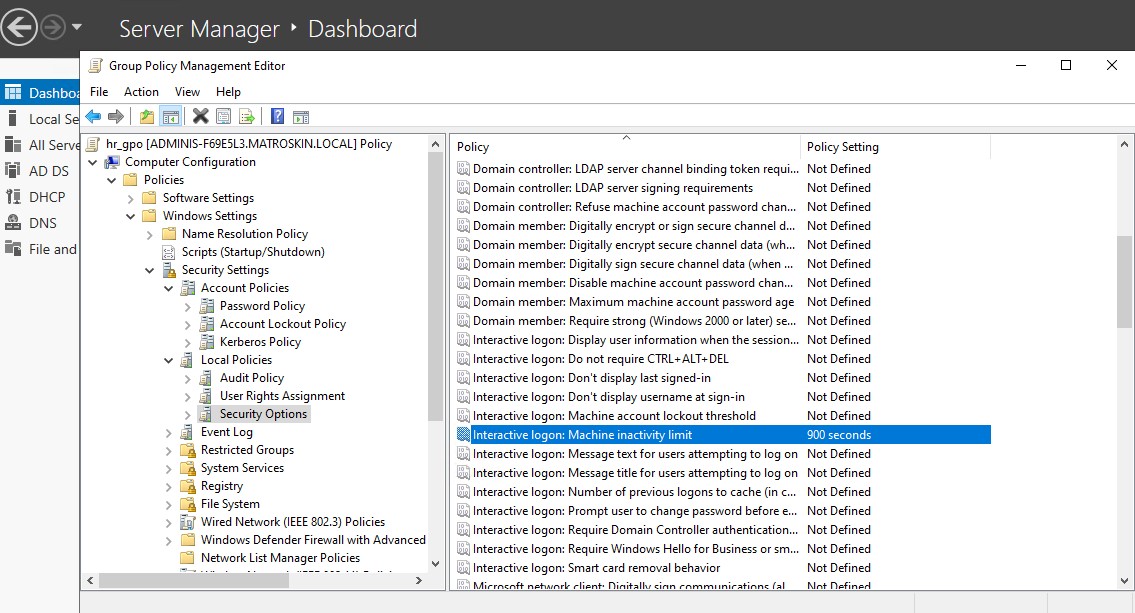 Server Manager ‣ Dashboard
Group Policy Management Editor
File Action View Help
Dashboa
Local Se
All Serve
AD DS
DHCP
DNS
File and
hr_gpo [ADMINIS-F69E5L3.MATROSKIN.LOCAL] Policy
Computer Configuration
Policies
Software Settings
Windows Settings
Name Resolution Policy
Scripts (Startup/Shutdown)
Security Settings
Account Policies
Password Policy
Account Lockout Policy
Kerberos Policy
Local Policies
Audit Policy
User Rights Assignment
Security Options
Event Log
Restricted Groups
System Services
Registry
File System
Wired Network (IEEE 802.3) Policies
Windows Defender Firewall with Advanced
Network List Manager Policies
Policy Policy Setting
Domain controller: LDAP server channel binding token requi... Not Defined
Domain controller: LDAP server signing requirements Not Defined
Domain controller: Refuse machine account password chan... Not Defined
Domain member: Digitally encrypt or sign secure channel d... Not Defined
Domain member: Digitally encrypt secure channel data (wh... Not Defined
Domain member: Digitally sign secure channel data (when ... Not Defined
Domain member: Disable machine account password chan... Not Defined
Domain member: Maximum machine account password age Not Defined
Domain member: Require strong (Windows 2000 or later) se... Not Defined
Interactive logon: Display user information when the session... Not Defined
Interactive logon: Do not require CTRL+ALT+DEL Not Defined
Interactive logon: Don't display last signed-in Not Defined
Interactive logon: Don't display username at sign-in Not Defined
Interactive logon: Machine account lockout threshold Not Defined
Interactive logon: Machine inactivity limit 900 seconds
Interactive logon: Message text for users attempting to log on Not Defined
Interactive logon: Message title for users attempting to log on Not Defined
Interactive logon: Number of previous logons to cache (in c... Not Defined
Interactive logon: Prompt user to change password before e... Not Defined
Interactive logon: Require Domain Controller authentication... Not Defined
Interactive logon: Require Windows Hello for Business or sm... Not Defined
Interactive logon: Smart card removal behavior Not Defined
Microsoft network client: Digitally sign communications (al... Not Defined